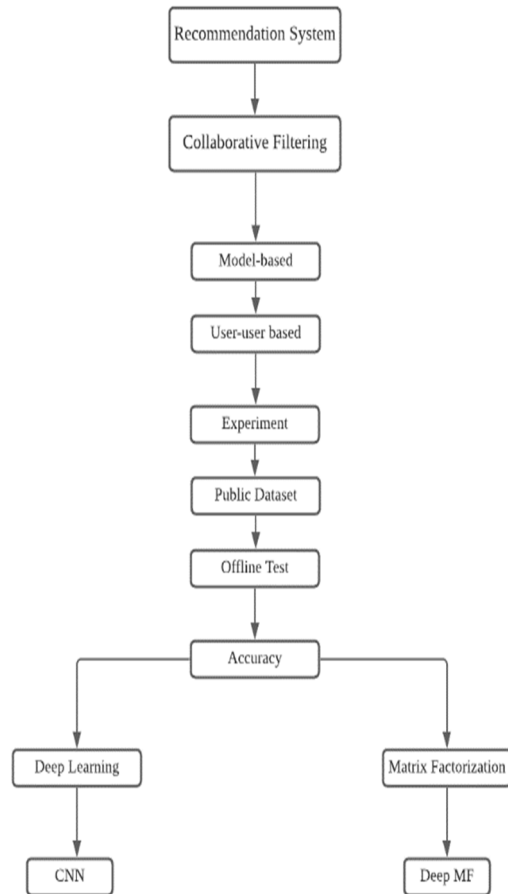 Recommendation System
Collaborative Filtering
Model-based
User-user based
Experiment
Public Dataset
Offline Test
Accuracy
Deep Learning
Matrix Factorization
CNN
Deep MF